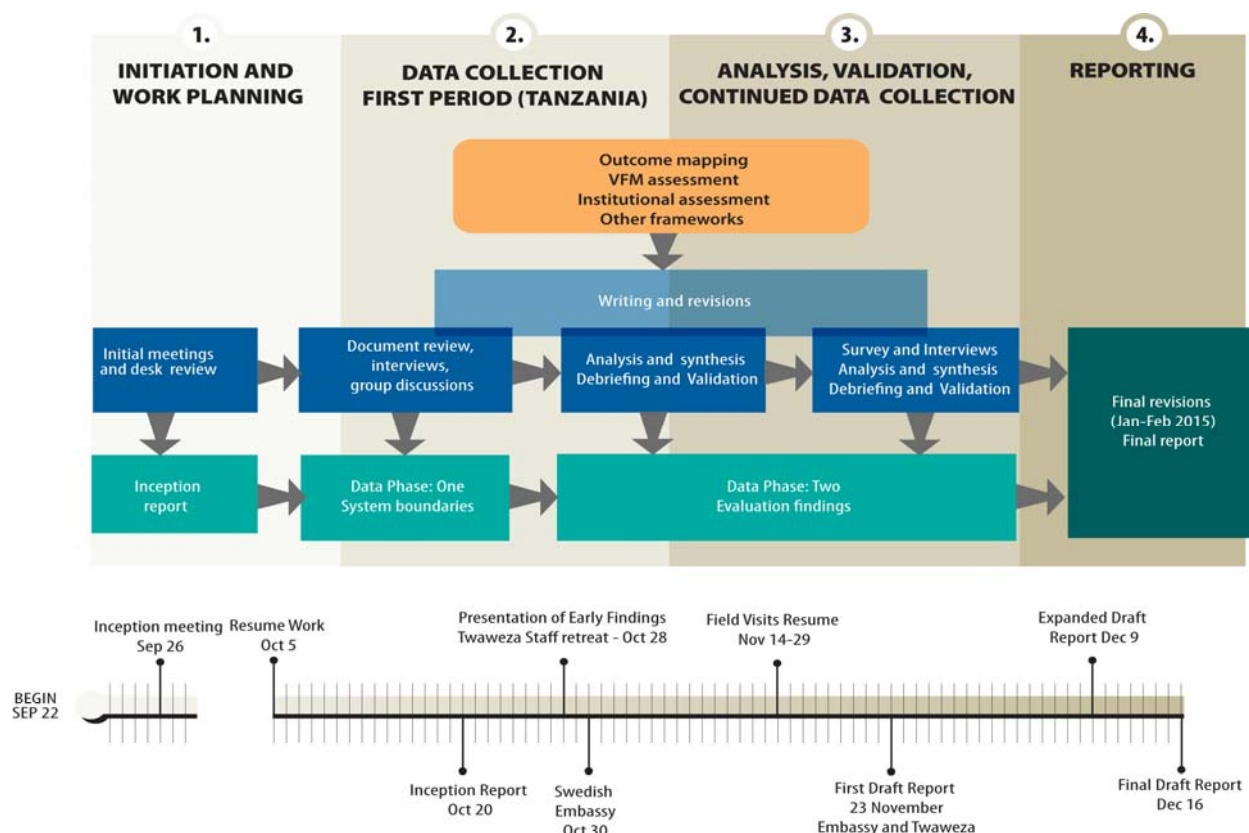 1.
INITIATION AND
WORK PLANNING
2.
DATA COLLECTION
FIRST PERIOD (TANZANIA)
3.
ANALYSIS, VALIDATION,
CONTINUED DATA COLLECTION
4.
REPORTING
Outcome mapping
VFM assessment
Institutional assessment
Other frameworks
Writing and revisions
Initial meetings
and desk review
Document review,
interviews,
group discussions
Analysis and synthesis
Debriefing and Validation
Survey and Interviews
Analysis and synthesis
Debriefing and Validation
Final revisions
(Jan-Feb 2015)
Final report
Inception
report
Data Phase: One
System boundaries
Data Phase: Two
Evaluation findings
BEGIN
SEP 22
Inception meeting
Sep 26
Resume Work
Oct 5
Presentation of Early Findings
Twaweza Staff retreat - Oct 28
Field Visits Resume
Nov 14-29
Expanded Draft
Report Dec 9
Inception Report
Oct 20
Swedish
Embassy
Oct 30
First Draft Report
23 November
Embassy and Twaweza
Final Draft Report
Dec 16